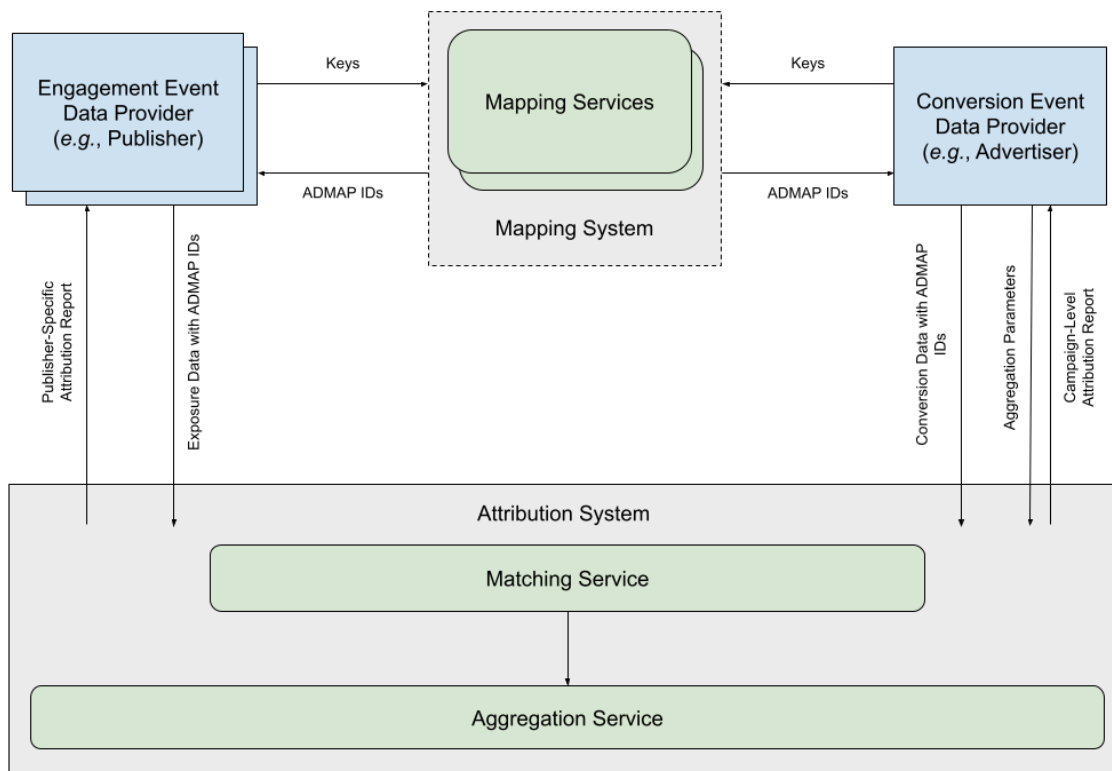 Engagement Event
Data Provider
(e.g., Publisher)
Keys
ADMAP IDs
Mapping Services
Mapping System
Keys
ADMAP IDs
Conversion Event
Data Provider
(e.g., Advertiser)
Publisher-Specific
Attribution Report
Exposure Data with ADMAP IDs
Conversion Data with ADMAP
IDs
Aggregation Parameters
Campaign-Level
Attribution Report
Attribution System
Matching Service
Aggregation Service